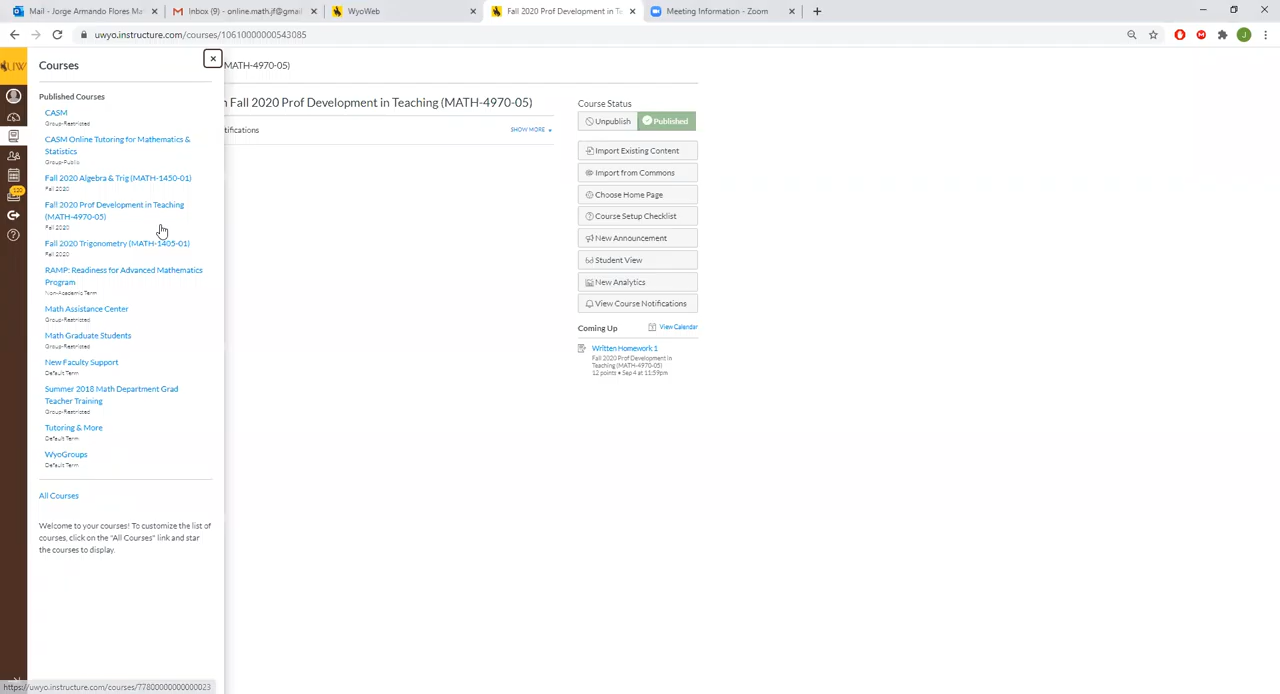 Mail - Jorge Armando Flores Ma
Inbox (9) - online.math.jf@gmai
WyoWeb
Fall 2020 Prof Development in Te
Meeting Information - Zoom
uwyo.instructure.com/courses/10610000000543085
J
UW
Courses
MATH-4970-05)
Published Courses
CASM
Group-Restricted
CASM Online Tutoring for Mathematics &
Statistics
Group-Public
Fall 2020 Algebra & Trig (MATH-1450-01)
Fall 2020
Fall 2020 Prof Development in Teaching
(MATH-4970-05)
Fall 2020
Fall 2020 Trigonometry (MATH-1405-01)
Fall 2020
RAMP: Readiness for Advanced Mathematics
Program
Non-Academic Term
Math Assistance Center
Group-Restricted
Math Graduate Students
Group-Restricted
New Faculty Support
Default Term
Summer 2018 Math Department Grad
Teacher Training
Group-Restricted
Tutoring & More
Default Term
WyoGroups
Default Term
All Courses
Welcome to your courses! To customize the list of
courses, click on the "All Courses" link and star
the courses to display.
120
n Fall 2020 Prof Development in Teaching (MATH-4970-05)
tifications
SHOW MORE
Course Status
Unpublish
Published
Import Existing Content
Import from Commons
Choose Home Page
Course Setup Checklist
New Announcement
Student View
New Analytics
View Course Notifications
Coming Up
View Calendar
Written Homework 1
Fall 2020 Prof Development in
Teaching (MATH-4970-05)
12 points • Sep 4 at 11:59pm
https://uwyo.instructure.com/courses/77800000000000023